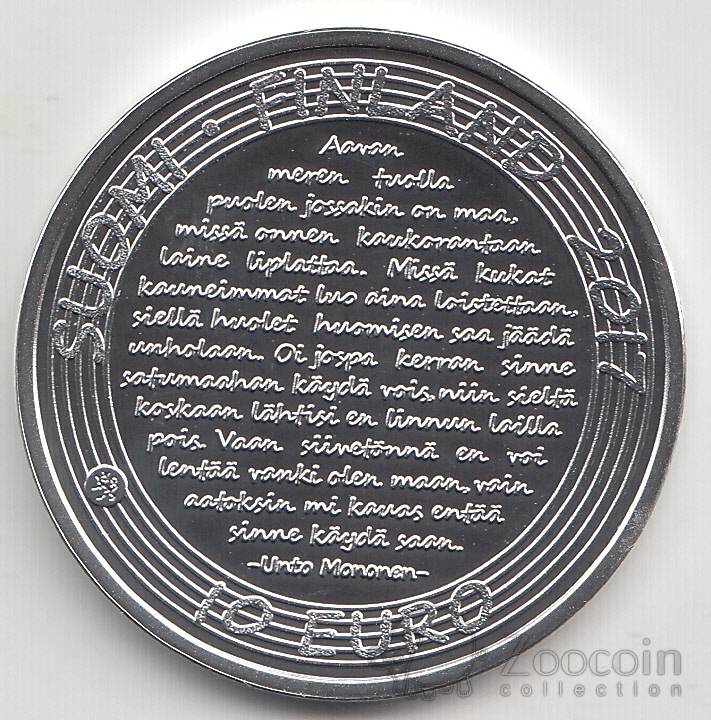 SUOMI · FINLAND 2017
Aavan
meren tuolla
puolen jossakin on maa,
missä onnen kaukorantaan
laine liplattaa. Missä kukat
kauneimmat luo aina loistettaan,
siellä huolet huomisen saa jäädä
unholaan. Oi jospa kerran sinne
satumaahan käydä vois, niin sieltä
koskaan lähtisi en linnun lailla
pois. Vaan siivetönnä en voi
lentää vanki olen maan, vain
aatoksin mi kauas entää
sinne käydä saan.
-Unto Mononen-
10 EURO
Zoocoin
collection